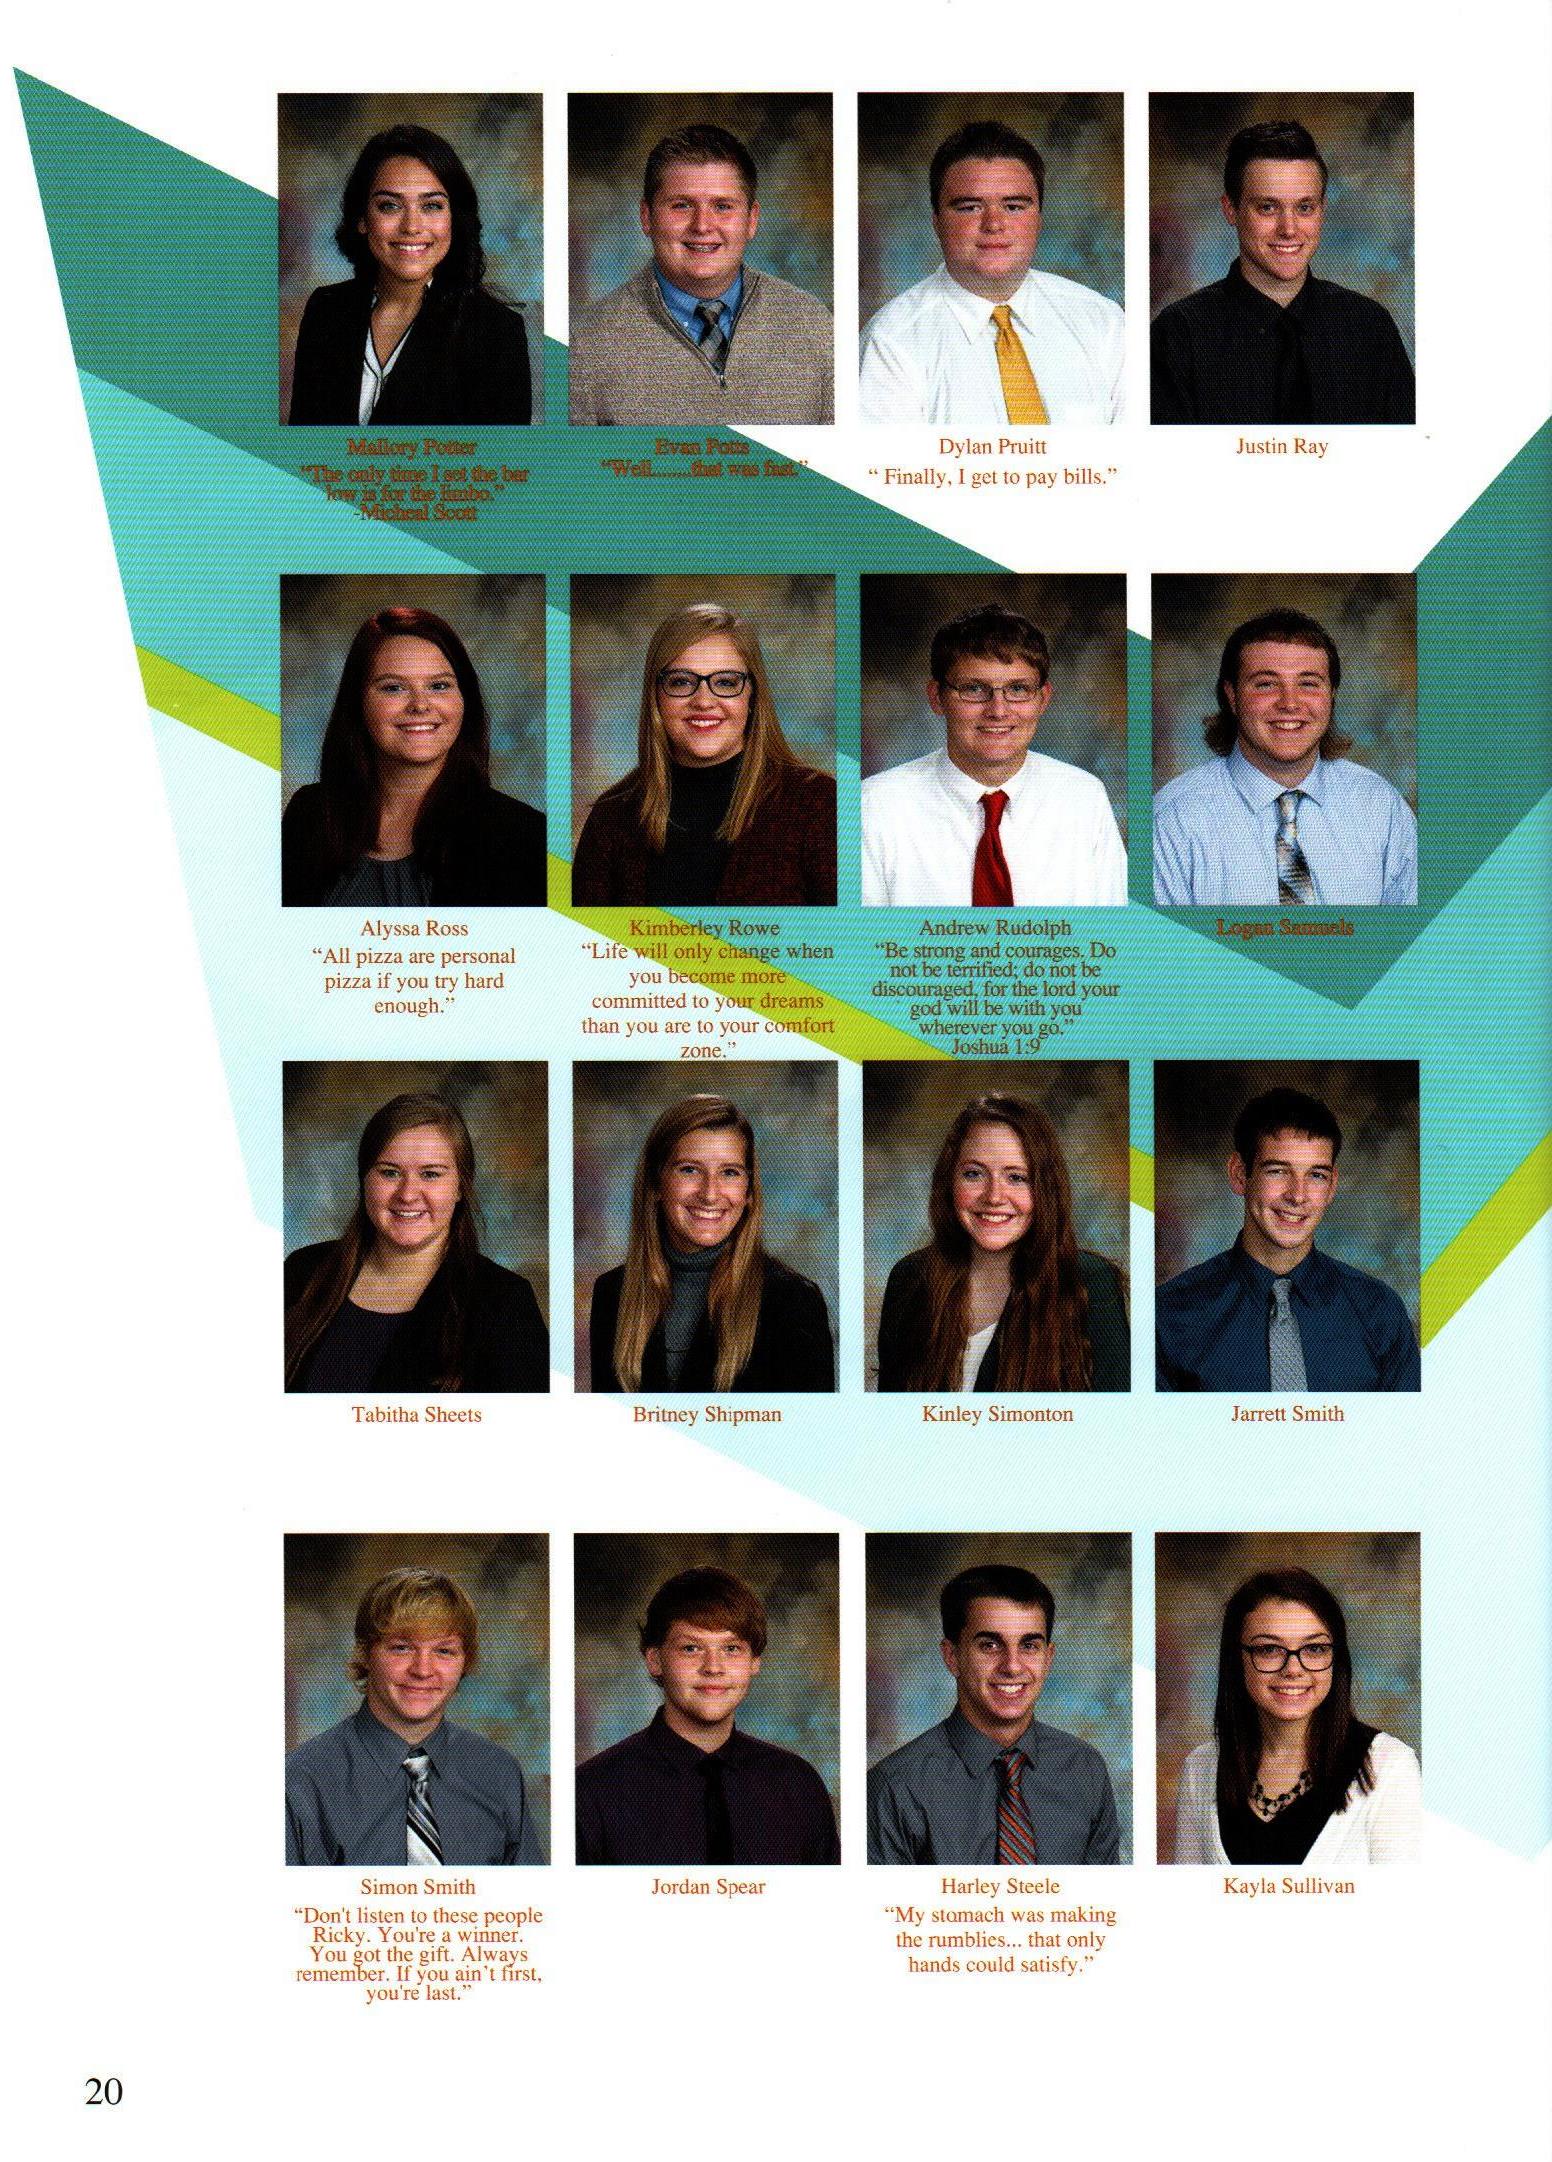 Mallory Potter
"The only time I set the bar
low is for the limbo."
-Micheal Scott
Evan Potts
"Well.......that was fast."
Dylan Pruitt
" Finally, I get to pay bills."
Justin Ray
Alyssa Ross
"All pizza are personal
pizza if you try hard
enough."
Kimberley Rowe
"Life will only change when
you become more
committed to your dreams
than you are to your comfort
zone."
Andrew Rudolph
"Be strong and courages. Do
not be terrified; do not be
discouraged, for the lord your
god will be with you
wherever you go."
Joshua 1:9
Logan Samuels
Tabitha Sheets
Britney Shipman
Kinley Simonton
Jarrett Smith
Simon Smith
"Don't listen to these people
Ricky. You're a winner.
You got the gift. Always
remember. If you ain't first,
you're last."
Jordan Spear
Harley Steele
"My stomach was making
the rumblies... that only
hands could satisfy."
Kayla Sullivan
20